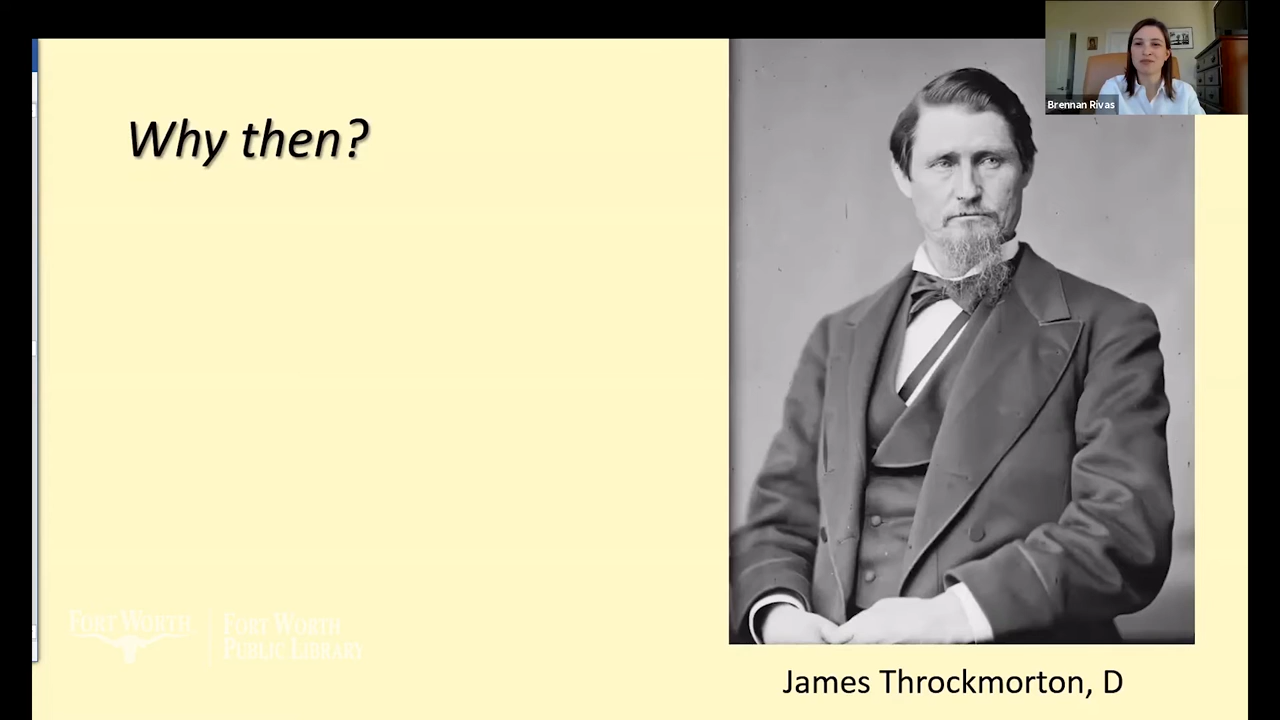 Why then?
Brennan Rivas
FORT WORTH
FORT WORTH
PUBLIC LIBRARY
James Throckmorton, D